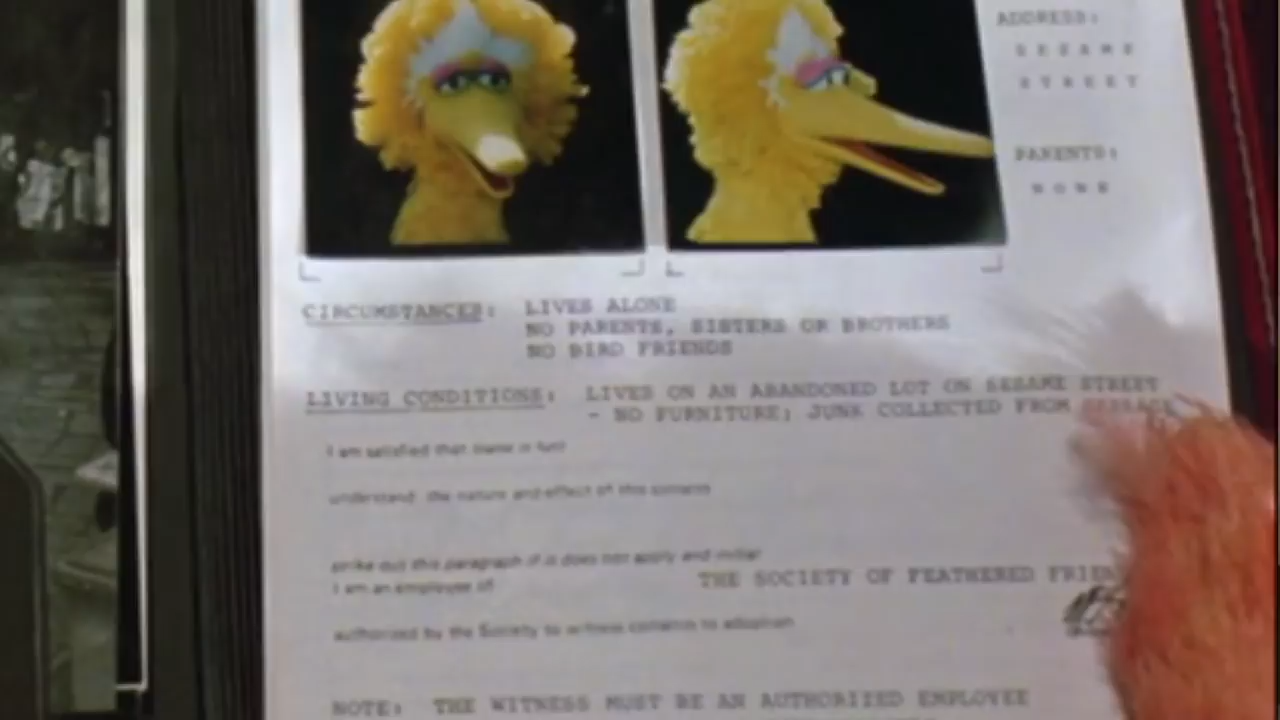 ADDRESS:
SESAME
STREET
PARENTS:
NONE
CIRCUMSTANCES: LIVES ALONE
NO PARENTS, SISTERS OR BROTHERS
NO BIRD FRIENDS
LIVING CONDITIONS: LIVES ON AN ABANDONED LOT ON SESAME STREET
- NO FURNITURE; JUNK COLLECTED FROM
I am satisfied that
understand the nature and effect of this consent
strike out this paragraph if it does not apply and initial
I am an employee of THE SOCIETY OF FEATHERED FRIEN
authorized by the Society to witness consents to adoption
NOTE: THE WITNESS MUST BE AN AUTHORIZED EMPLOYEE